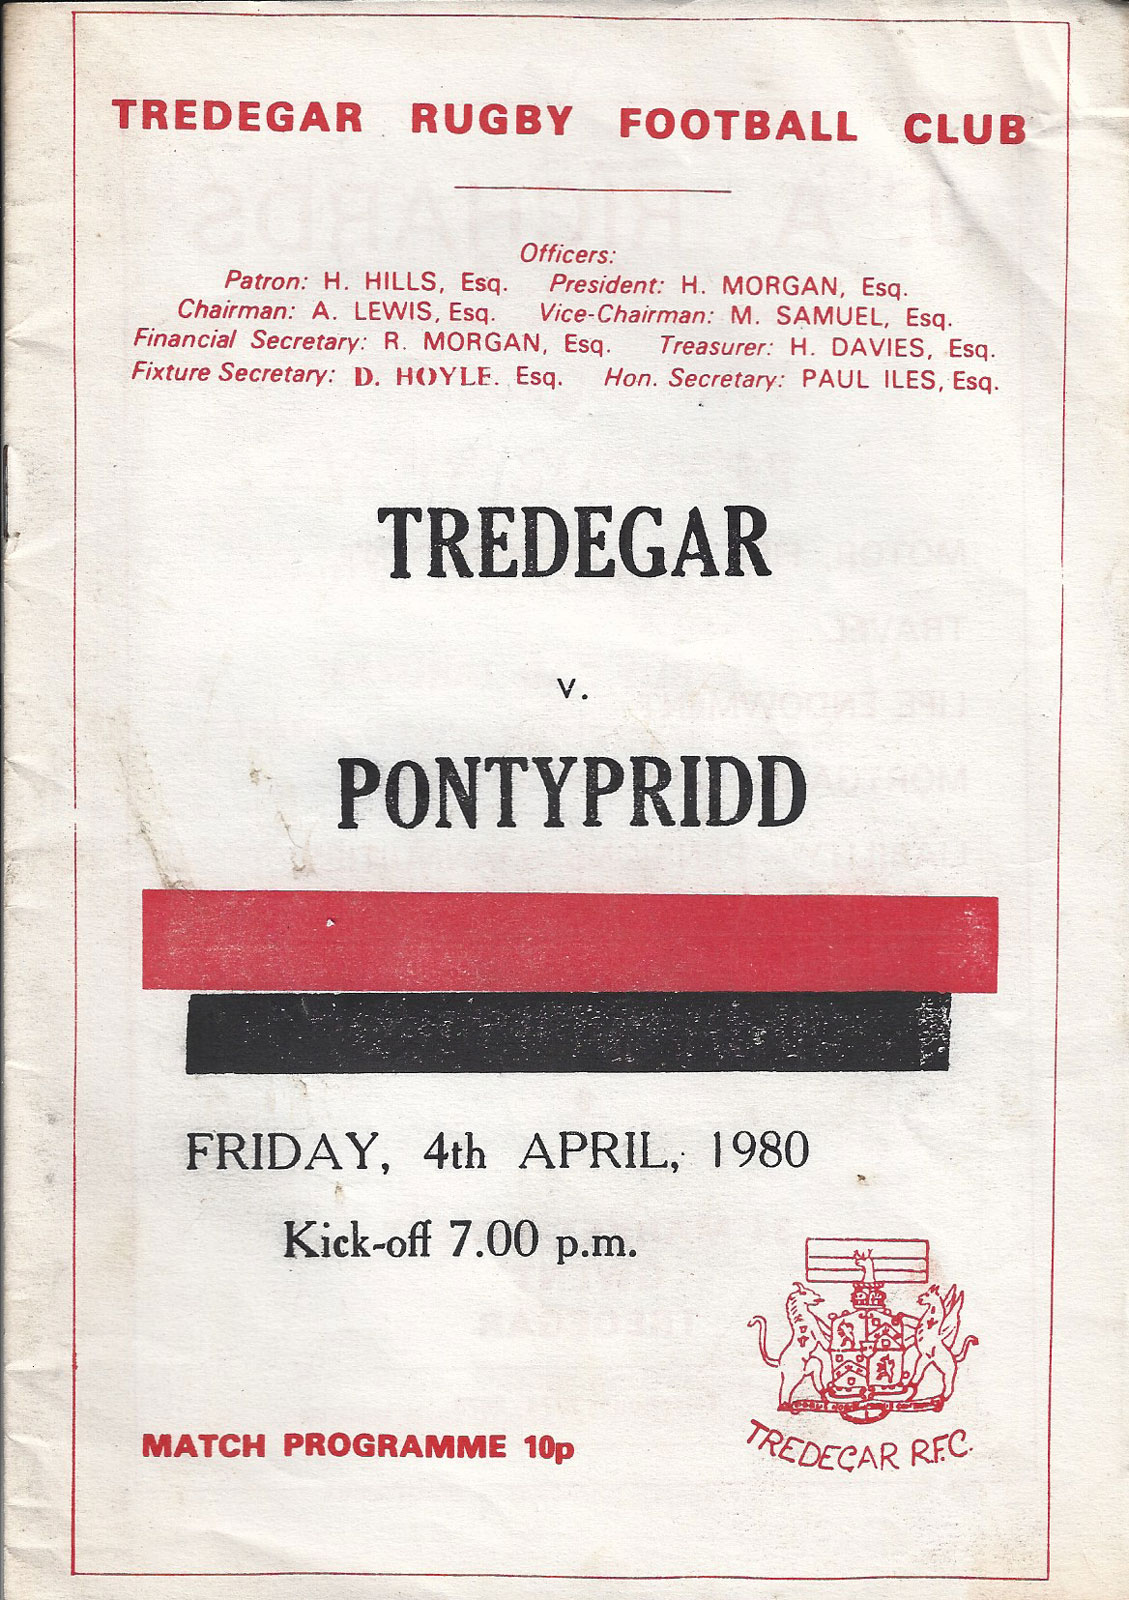 TREDEGAR RUGBY FOOTBALL CLUB
Officers:
Patron: H. HILLS, Esq. President: H. MORGAN, Esq.
Chairman: A. LEWIS, Esq. Vice-Chairman: M. SAMUEL, Esq.
Financial Secretary: R. MORGAN, Esq. Treasurer: H. DAVIES, Esq.
Fixture Secretary: D. HOYLE. Esq. Hon. Secretary: PAUL ILES, Esq.
TREDEGAR
v.
PONTYPRIDD
FRIDAY, 4th APRIL, 1980
Kick-off 7.00 p.m.
MATCH PROGRAMME 10p
TREDEGAR R.F.C.